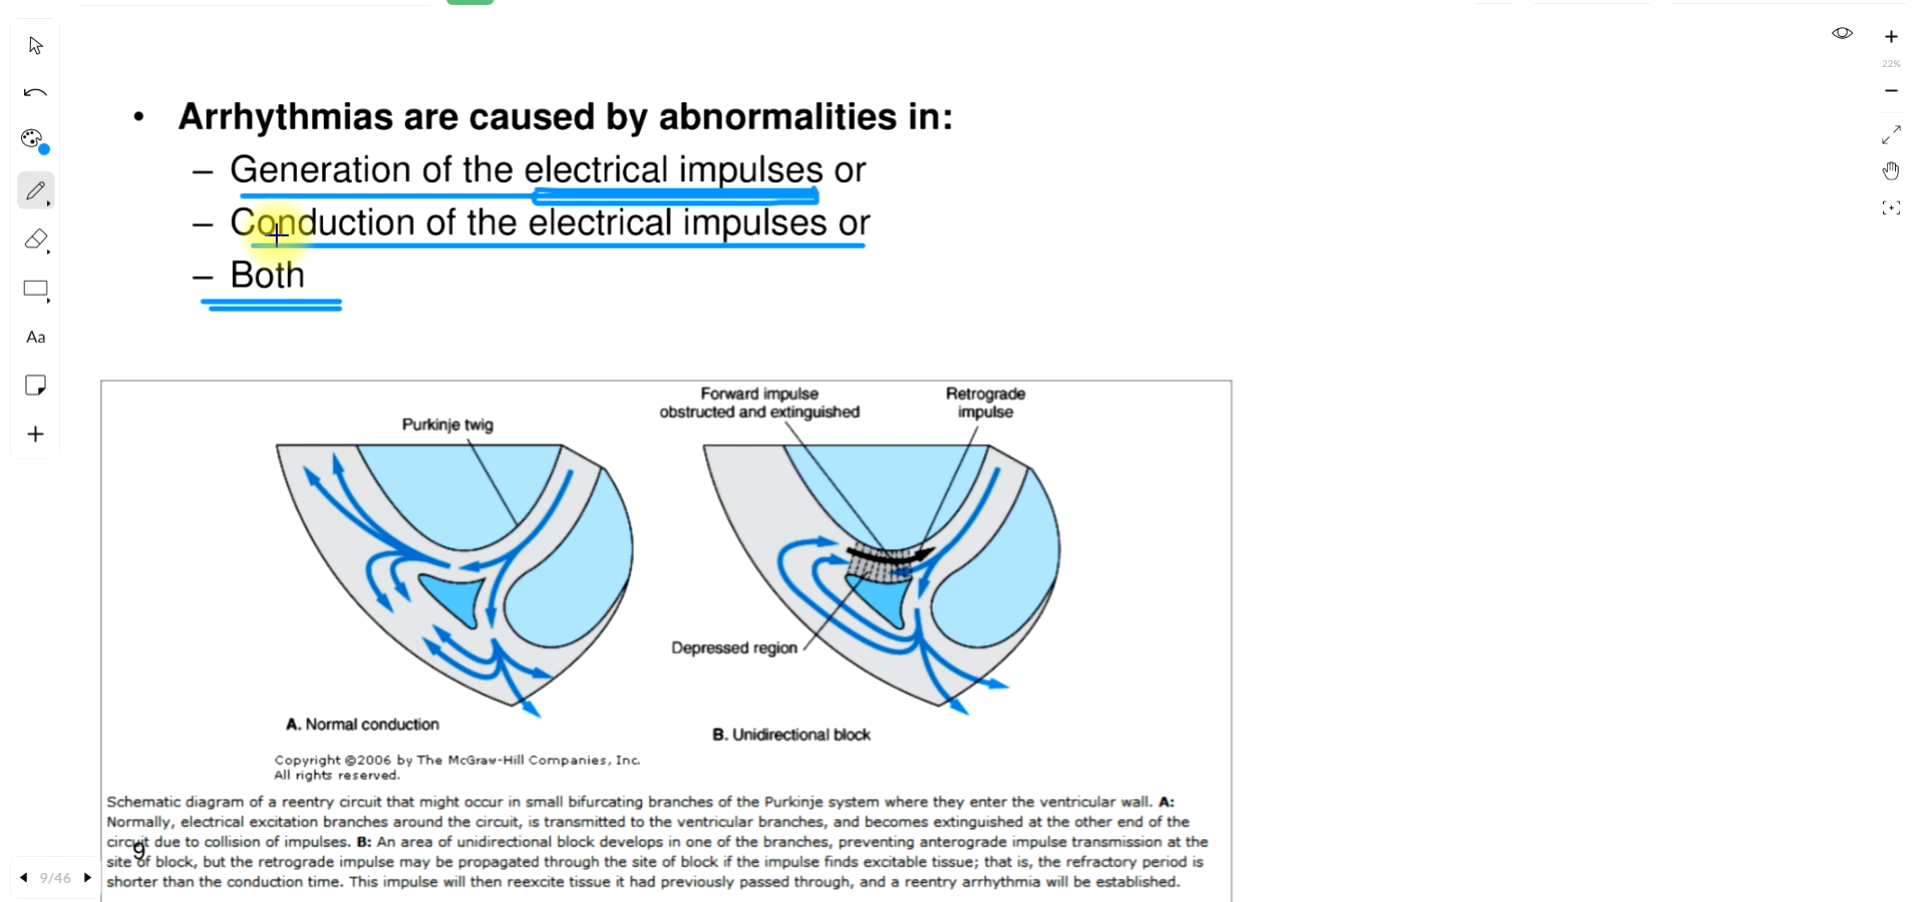 22%
• Arrhythmias are caused by abnormalities in:
– Generation of the electrical impulses or
– Conduction of the electrical impulses or
– Both
Aa
Purkinje twig
Forward impulse
obstructed and extinguished
Retrograde
impulse
Depressed region
A. Normal conduction
B. Unidirectional block
Copyright ©2006 by The McGraw-Hill Companies, Inc.
All rights reserved.
Schematic diagram of a reentry circuit that might occur in small bifurcating branches of the Purkinje system where they enter the ventricular wall. A:
Normally, electrical excitation branches around the circuit, is transmitted to the ventricular branches, and becomes extinguished at the other end of the
circuit due to collision of impulses. B: An area of unidirectional block develops in one of the branches, preventing anterograde impulse transmission at the
site of block, but the retrograde impulse may be propagated through the site of block if the impulse finds excitable tissue; that is, the refractory period is
shorter than the conduction time. This impulse will then reexcite tissue it had previously passed through, and a reentry arrhythmia will be established.
9
9/46